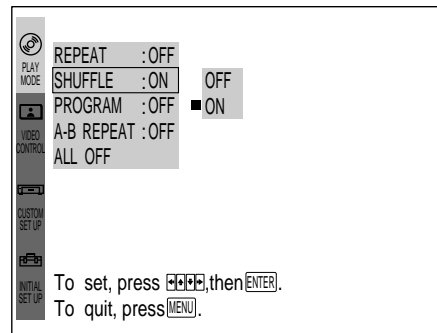 PLAY
MODE
VIDEO
CONTROL
CUSTOM
SET UP
INITIAL
SET UP
REPEAT :OFF
SHUFFLE :ON
PROGRAM :OFF
A-B REPEAT :OFF
ALL OFF
OFF
ON
To set, press ,then ENTER.
To quit, press MENU.